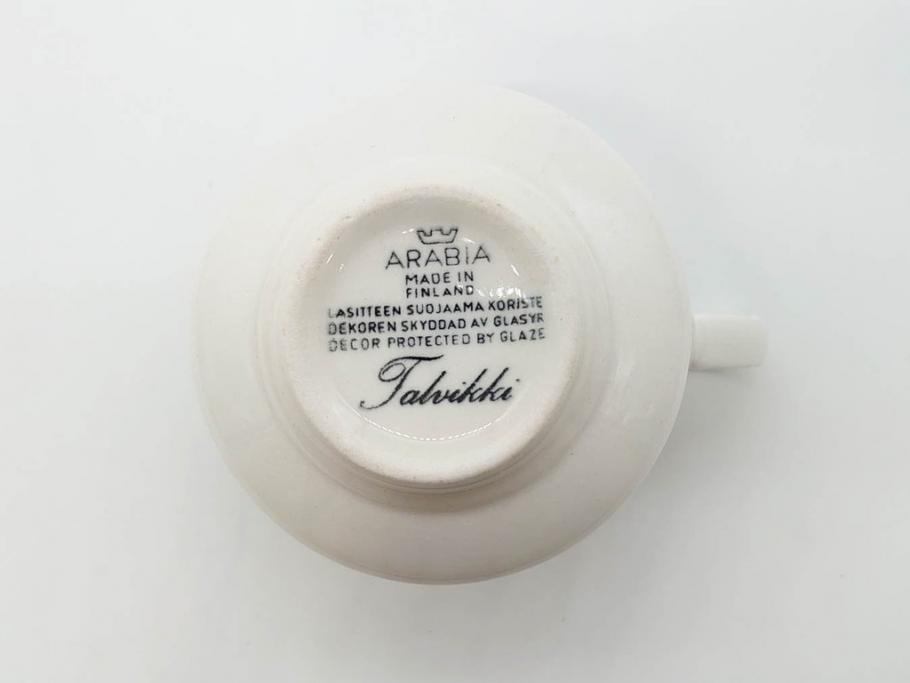 ARABIA
MADE IN
FINLAND
LASITTEEN SUOJAAMA KORISTE
DEKOREN SKYDDAD AV GLASYR
DECOR PROTECTED BY GLAZE
Talvikki